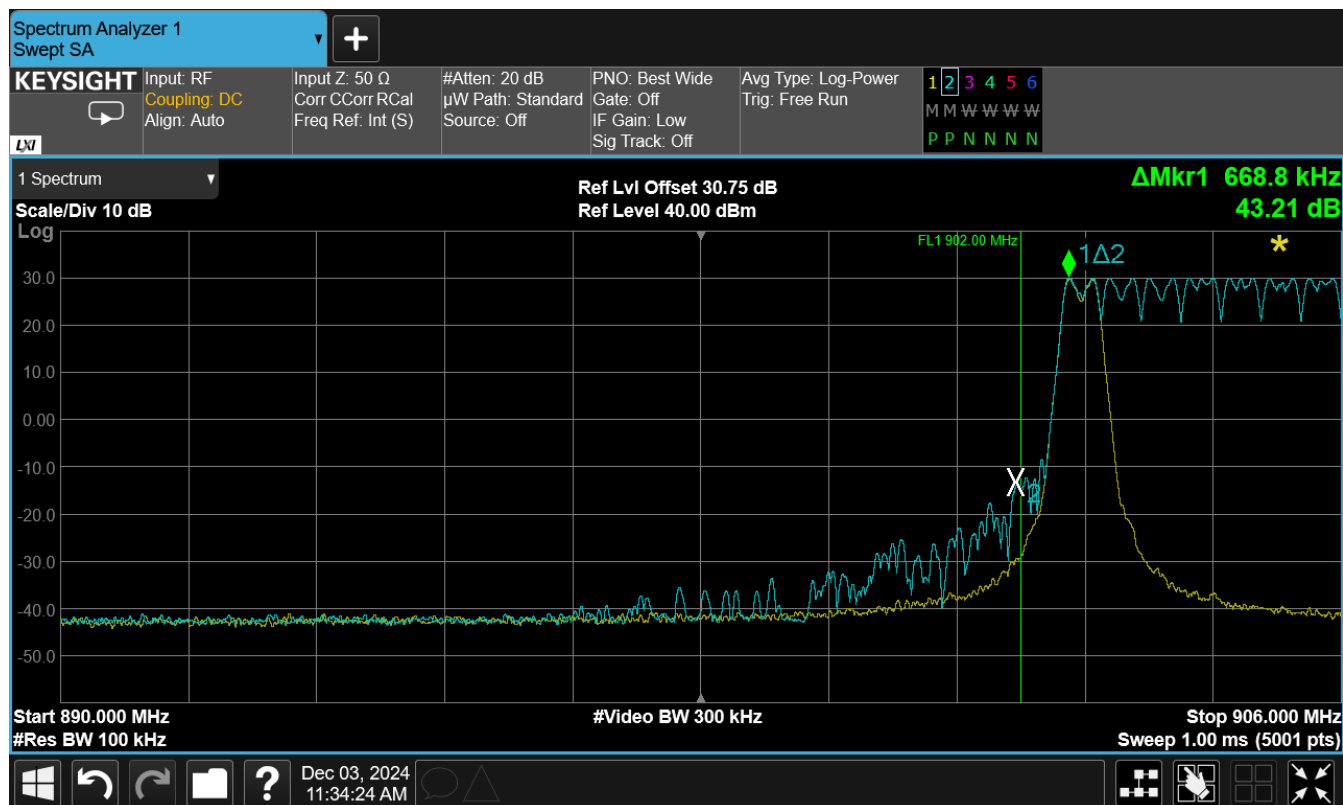 Spectrum Analyzer 1
Swept SA
KEYSIGHT
LXI
Input: RF
Coupling: DC
Align: Auto
Input Z: 50 Ω
Corr CCorr RCal
Freq Ref: Int (S)
#Atten: 20 dB
µW Path: Standard
Source: Off
PNO: Best Wide
Gate: Off
IF Gain: Low
Sig Track: Off
Avg Type: Log-Power
Trig: Free Run
1 2 3 4 5 6
M M W W W W
P P N N N N
1 Spectrum
Scale/Div 10 dB
Ref Lvl Offset 30.75 dB
Ref Level 40.00 dBm
ΔMkr1 668.8 kHz
43.21 dB
Log
FL1 902.00 MHz
1Δ2
30.0
20.0
10.0
0.00
-10.0
X
2
-20.0
-30.0
-40.0
-50.0
Start 890.000 MHz
#Video BW 300 kHz
Stop 906.000 MHz
#Res BW 100 kHz
Sweep 1.00 ms (5001 pts)
?
Dec 03, 2024
11:34:24 AM